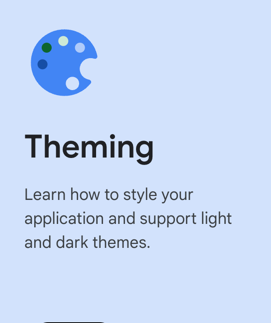 Theming
Learn how to style your
application and support light
and dark themes.